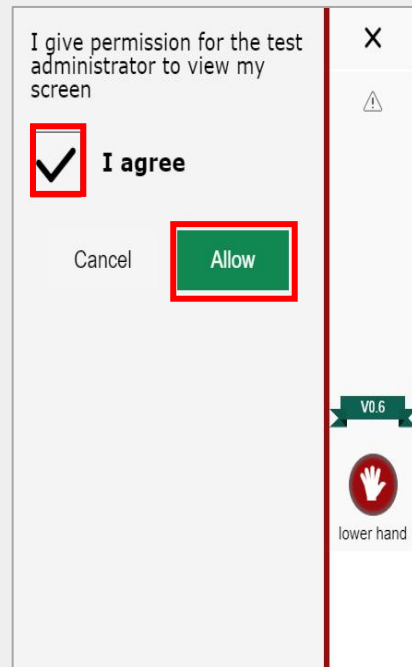 I give permission for the test
administrator to view my
screen
I agree
Cancel
Allow
V0.6
lower hand